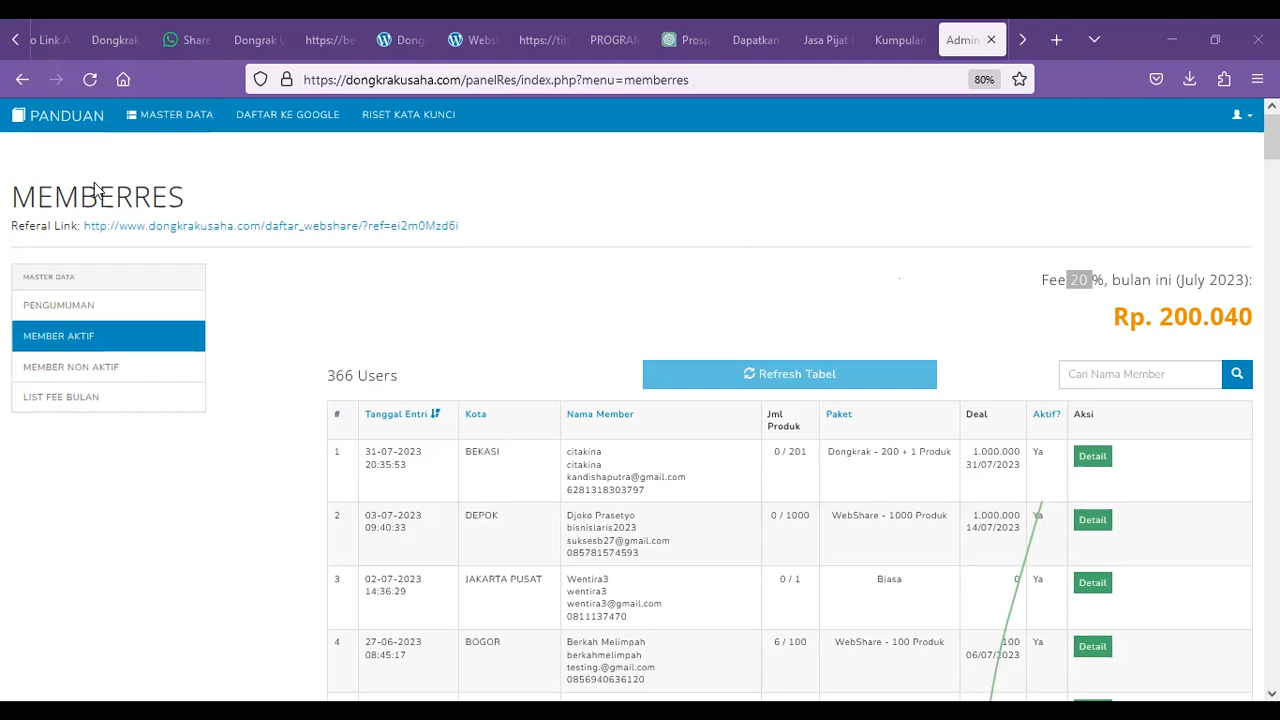 o Link A
Dongkrak
Share
Dongrak U
https://be
Dong
Webs
https://tit
PROGRAM
Prosp
Dapatkan
Jasa Pijat
Kumpulan
Admin
https://dongkrakusaha.com/panelRes/index.php?menu=memberres
80%
PANDUAN
MASTER DATA
DAFTAR KE GOOGLE
RISET KATA KUNCI
MEMBERRES
Referal Link: http://www.dongkrakusaha.com/daftar_webshare/?ref=ei2m0Mzd6i
MASTER DATA
PENGUMUMAN
MEMBER AKTIF
MEMBER NON AKTIF
LIST FEE BULAN
Fee 20 %, bulan ini (July 2023):
Rp. 200.040
366 Users
Refresh Tabel
Cari Nama Member
# Tanggal Entri Kota Nama Member Jml Produk Paket Deal Aktif? Aksi
1 31-07-2023 BEKASI citakina 0 / 201 Dongkrak - 200 + 1 Produk 1.000.000 Ya Detail
20:35:53 citakina 31/07/2023
kandishaputra@gmail.com
6281318303797
2 03-07-2023 DEPOK Djoko Prasetyo 0 / 1000 WebShare - 1000 Produk 1.000.000 Ya Detail
09:40:33 bisnislaris2023 14/07/2023
suksesb27@gmail.com
085781574593
3 02-07-2023 JAKARTA PUSAT Wentira3 0 / 1 Biasa 0 Ya Detail
14:36:29 wentira3
wentira3@gmail.com
0811137470
4 27-06-2023 BOGOR Berkah Melimpah 6 / 100 WebShare - 100 Produk 100 Ya Detail
08:45:17 berkahmelimpah 06/07/2023
testing.@gmail.com
0856940636120